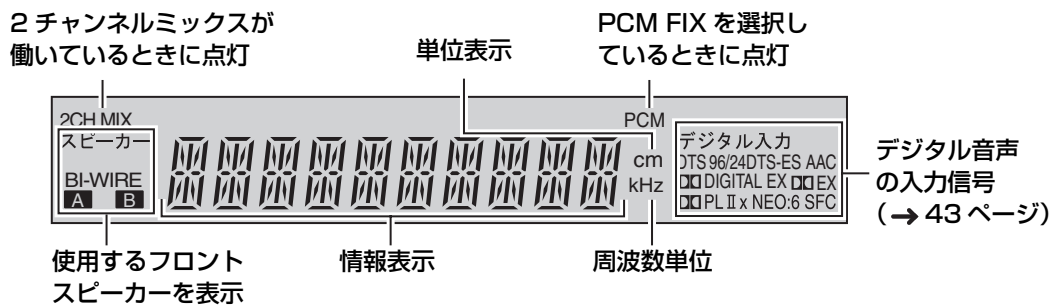 2 チャンネルミックスが
働いているときに点灯
単位表示
PCM FIX を選択し
ているときに点灯
2CH MIX
スピーカー
BI-WIRE
A B
PCM
cm
kHz
デジタル入力
DTS 96/24DTS-ES AAC
DIGITAL EX EX
PL II x NEO:6 SFC
デジタル音声
の入力信号
(→ 43 ページ)
使用するフロント
スピーカーを表示
情報表示
周波数単位